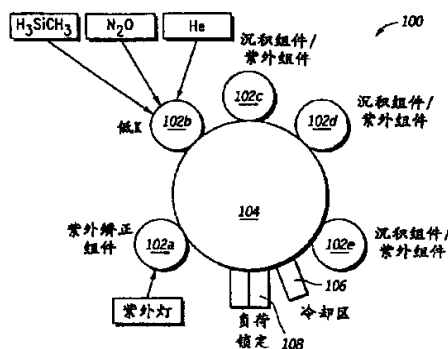 H₃SiCH₃
N₂O
He
100
沉积组件/
紫外组件
102c
102b
低K
102d
沉积组件/
紫外组件
104
紫外矫正
组件
102a
紫外灯
102e
沉积组件/
紫外组件
106
冷却区
负荷
锁定
108